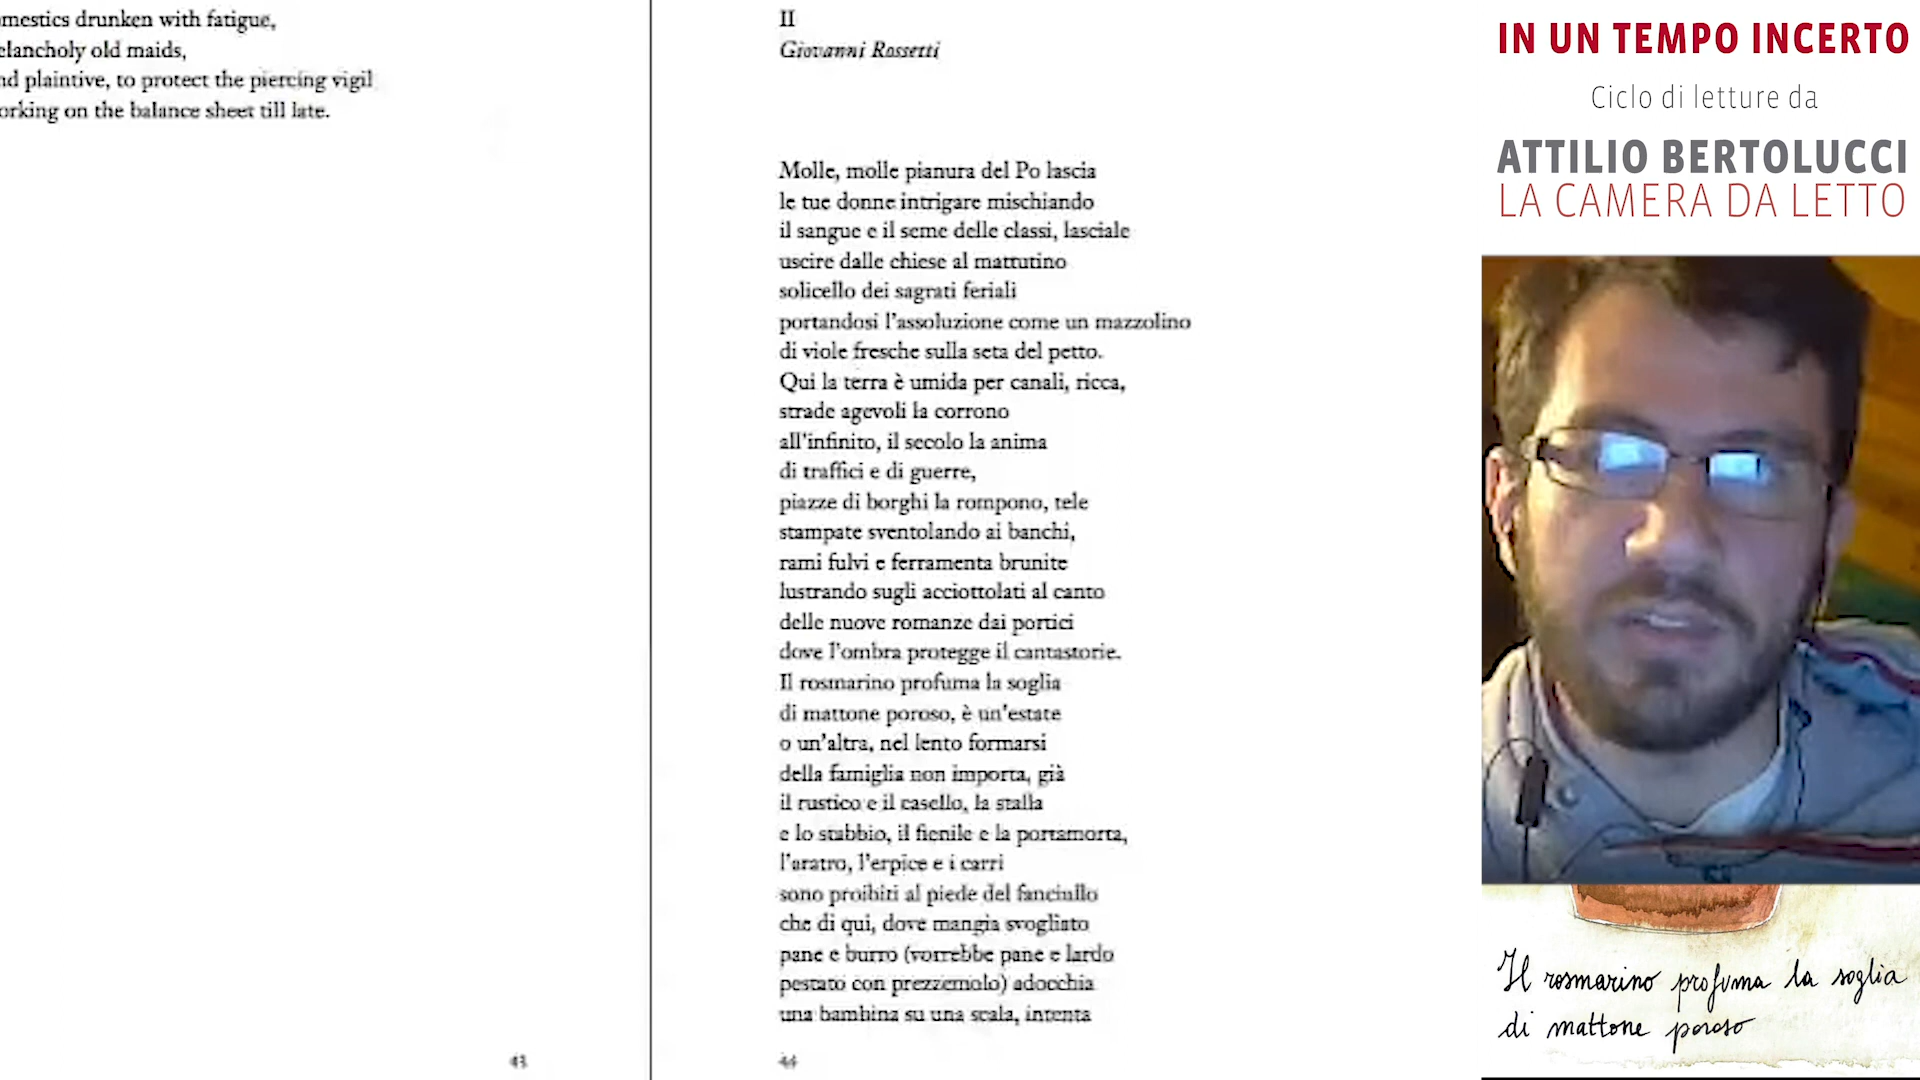 mestics drunken with fatigue,
elancholy old maids,
nd plaintive, to protect the piercing vigil
orking on the balance sheet till late.
43
II
Giovanni Rossetti
Molle, molle pianura del Po lascia
le tue donne intrigare mischiando
il sangue e il seme delle classi, lasciale
uscire dalle chiese al mattutino
solicello dei sagrati feriali
portandosi l'assoluzione come un mazzolino
di viole fresche sulla seta del petto.
Qui la terra è umida per canali, ricca,
strade agevoli la corrono
all'infinito, il secolo la anima
di traffici e di guerre,
piazze di borghi la rompono, tele
stampate sventolando ai banchi,
rami fulvi e ferramenta brunite
lustrando sugli acciottolati al canto
delle nuove romanze dai portici
dove l'ombra protegge il cantastorie.
Il rosmarino profuma la soglia
di mattone poroso, è un'estate
o un'altra, nel lento formarsi
della famiglia non importa, già
il rustico e il casello, la stalla
e lo stabbio, il fienile e la portamorta,
l'aratro, l'erpice e i carri
sono proibiti al piede del fanciullo
che di qui, dove mangia svogliato
pane e burro (vorrebbe pane e lardo
pestato con prezzemolo) adocchia
una bambina su una scala, intenta
44
IN UN TEMPO INCERTO
Ciclo di letture da
ATTILIO BERTOLUCCI
LA CAMERA DA LETTO
Il rosmarino profuma la soglia
di mattone poroso